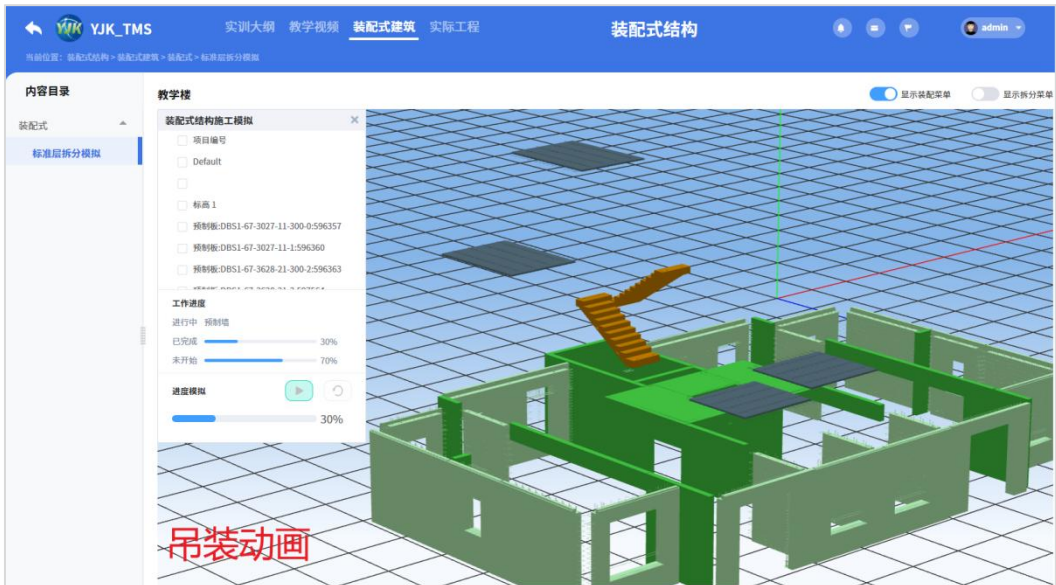 YJK YJK_TMS 实训大纲 教学视频 装配式建筑 实际工程 装配式结构 admin
当前位置：装配式结构 > 装配式建筑 > 装配式 > 标准层拆分模拟
内容目录
装配式
标准层拆分模拟
教学楼 显示装配菜单 显示拆分菜单
装配式结构施工模拟
项目编号
Default
标高 1
预制板:DBS1-67-3027-11-300-0:596357
预制板:DBS1-67-3027-11-1:596360
预制板:DBS1-67-3628-21-300-2:596363
工作进度
进行中 预制墙
已完成 30%
未开始 70%
进度模拟
30%
吊装动画